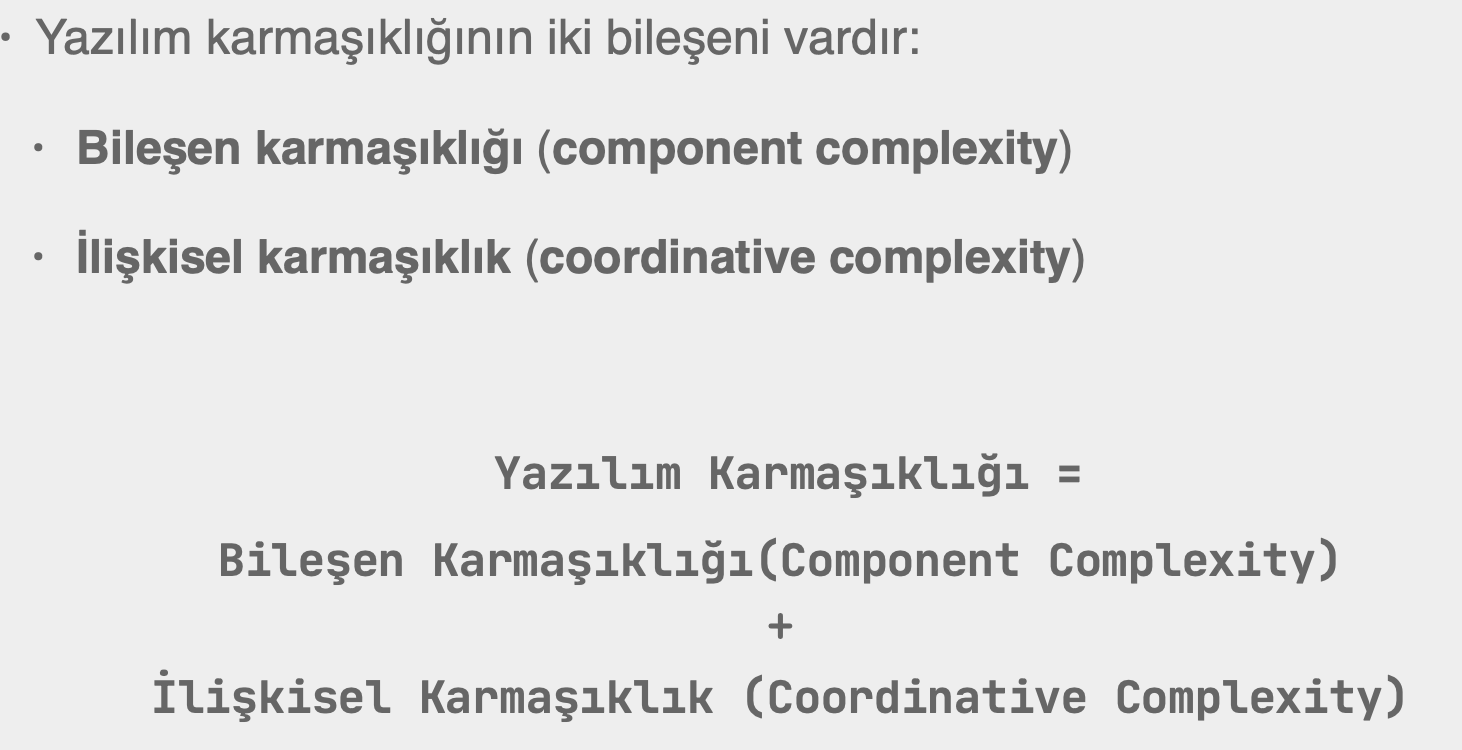 • Yazılım karmaşıklığının iki bileşeni vardır:
• Bileşen karmaşıklığı (component complexity)
• İlişkisel karmaşıklık (coordinative complexity)
Yazılım Karmaşıklığı =
Bileşen Karmaşıklığı(Component Complexity)
+
İlişkisel Karmaşıklık (Coordinative Complexity)